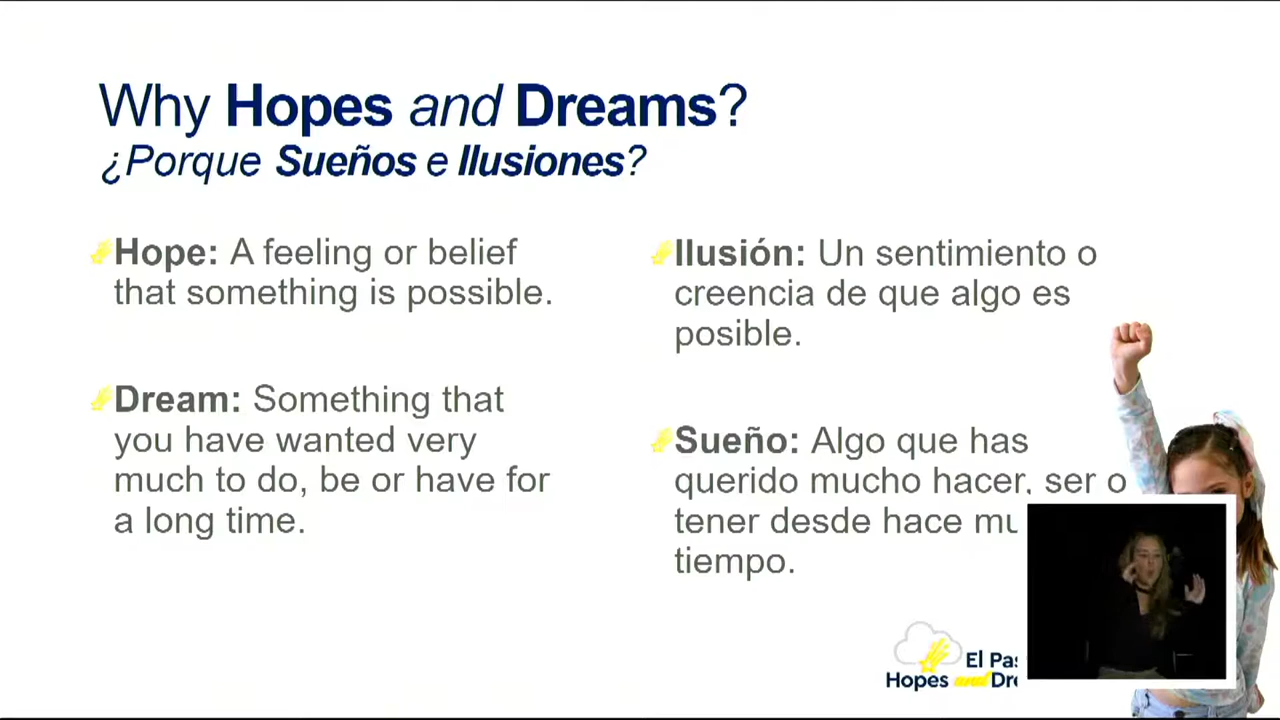 Why Hopes and Dreams?
¿Porque Sueños e Ilusiones?
Hope: A feeling or belief
that something is possible.
Dream: Something that
you have wanted very
much to do, be or have for
a long time.
Ilusión: Un sentimiento o
creencia de que algo es
posible.
Sueño: Algo que has
querido mucho hacer, ser o
tener desde hace
tiempo.
El
Hopes and